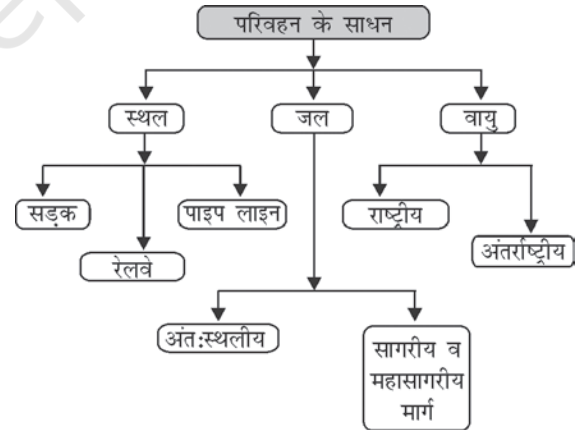 परिवहन के साधन
स्थल
जल
वायु
सड़क
रेलवे
पाइप लाइन
राष्ट्रीय
अंतर्राष्ट्रीय
अंत:स्थलीय
सागरीय व
महासागरीय
मार्ग